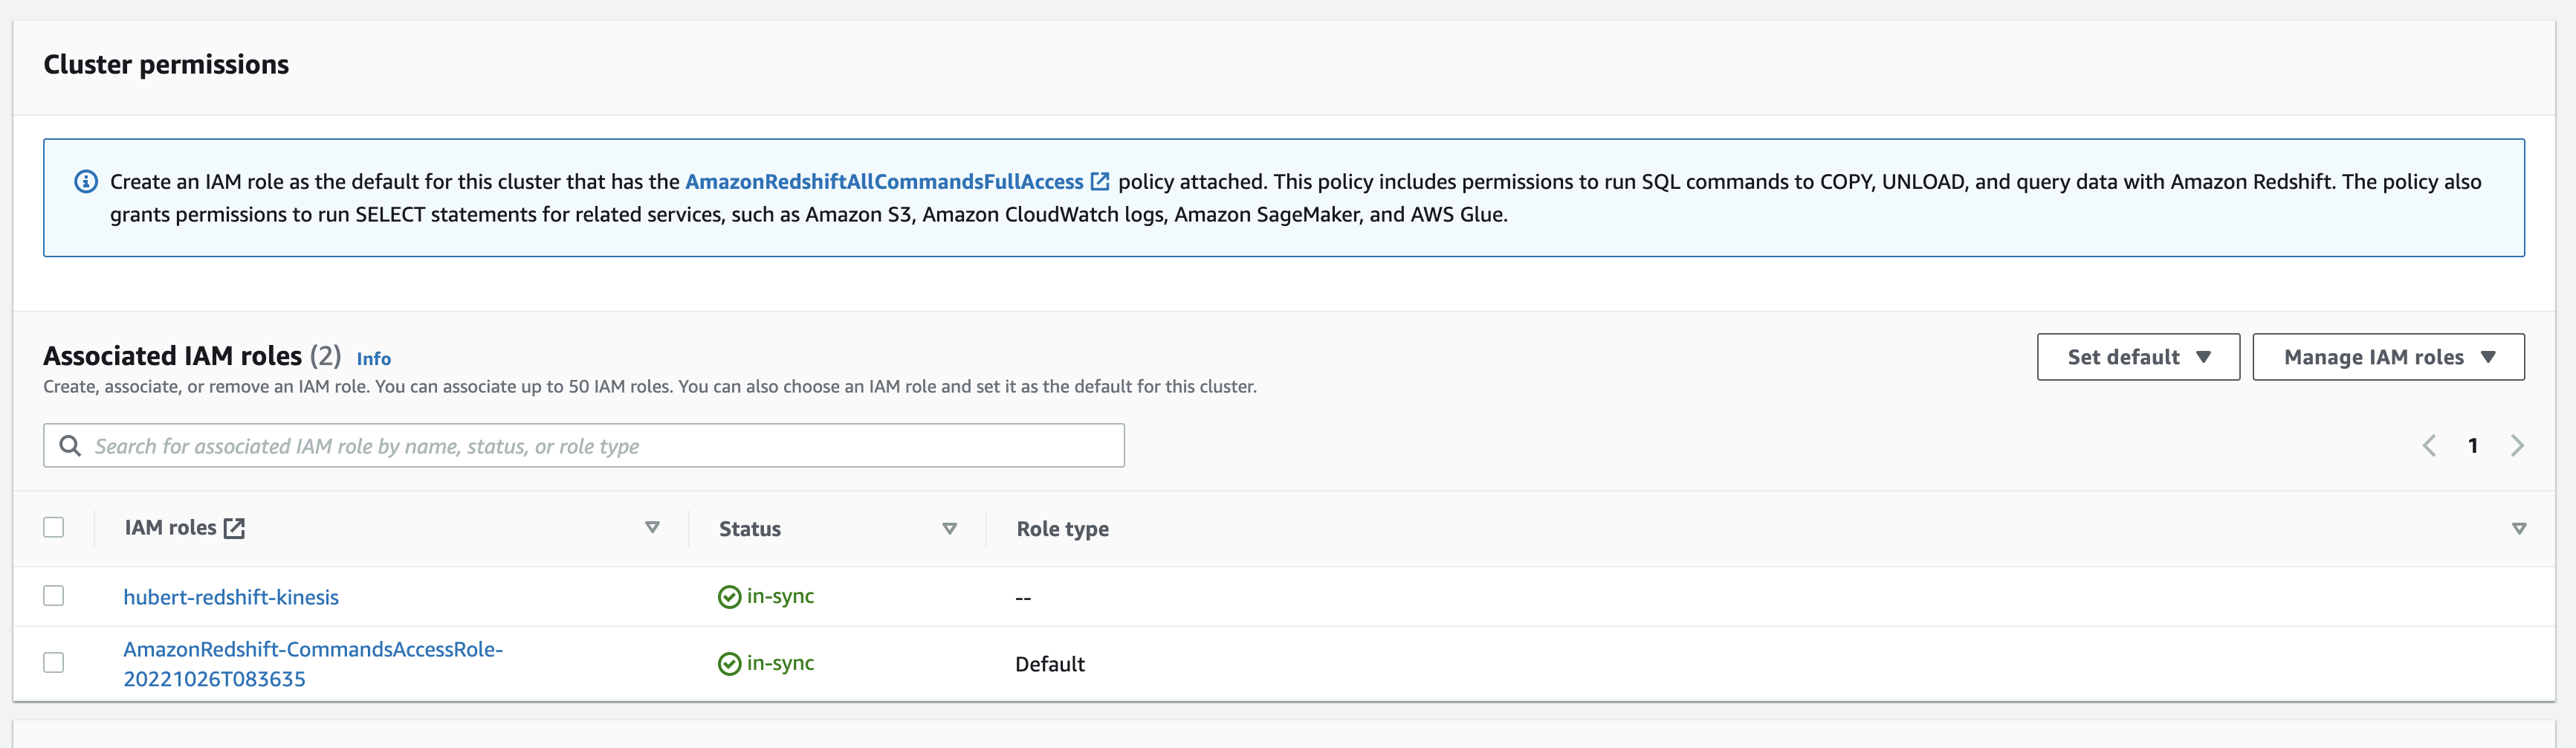 Cluster permissions
Create an IAM role as the default for this cluster that has the AmazonRedshiftAllCommandsFullAccess policy attached. This policy includes permissions to run SQL commands to COPY, UNLOAD, and query data with Amazon Redshift. The policy also
grants permissions to run SELECT statements for related services, such as Amazon S3, Amazon CloudWatch logs, Amazon SageMaker, and AWS Glue.
Associated IAM roles (2) Info
Set default Manage IAM roles
Create, associate, or remove an IAM role. You can associate up to 50 IAM roles. You can also choose an IAM role and set it as the default for this cluster.
Search for associated IAM role by name, status, or role type
1
IAM roles Status Role type
hubert-redshift-kinesis in-sync --
AmazonRedshift-CommandsAccessRole-
20221026T083635 in-sync Default